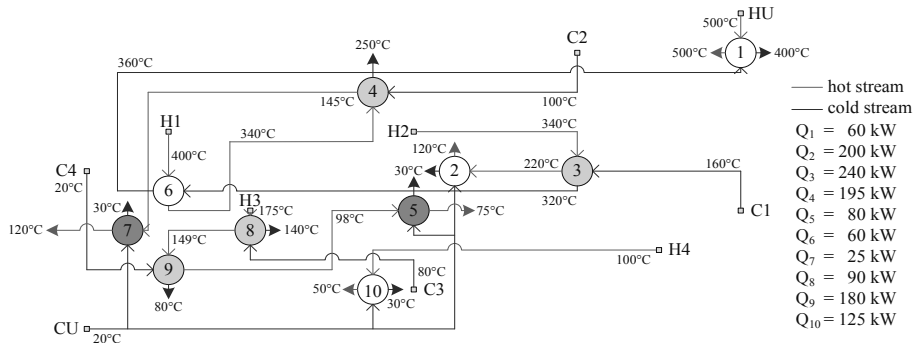 HU
500°C
C2
250°C
500°C
1
400°C
360°C
4
145°C
100°C
hot stream
cold stream
H1
340°C
H2
340°C
120°C
Q1 = 60 kW
Q2 = 200 kW
Q3 = 240 kW
Q4 = 195 kW
Q5 = 80 kW
Q6 = 60 kW
Q7 = 25 kW
Q8 = 90 kW
Q9 = 180 kW
Q10 = 125 kW
400°C
C4
20°C
30°C
2
220°C
3
160°C
6
320°C
H3
175°C
30°C
98°C
5
75°C
C1
120°C
7
149°C
8
140°C
9
80°C
H4
100°C
50°C
10
30°C
80°C
C3
CU
20°C